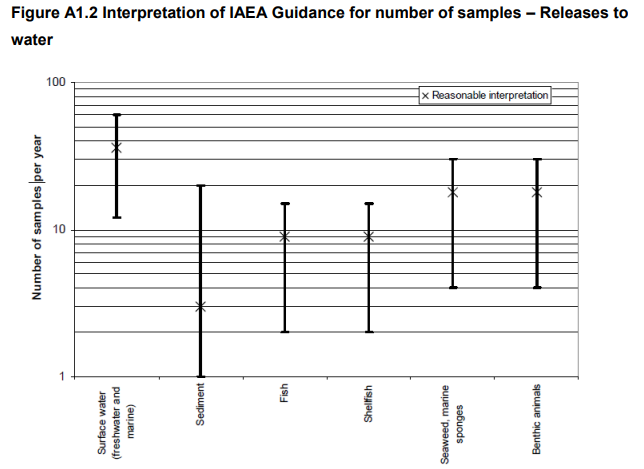 Figure A1.2 Interpretation of IAEA Guidance for number of samples – Releases to
water
100
× Reasonable interpretation
Number of samples per year
10
1
Surface water
(freshwater and
marine)
Sediment
Fish
Shellfish
Seaweed, marine
sponges
Benthic animals